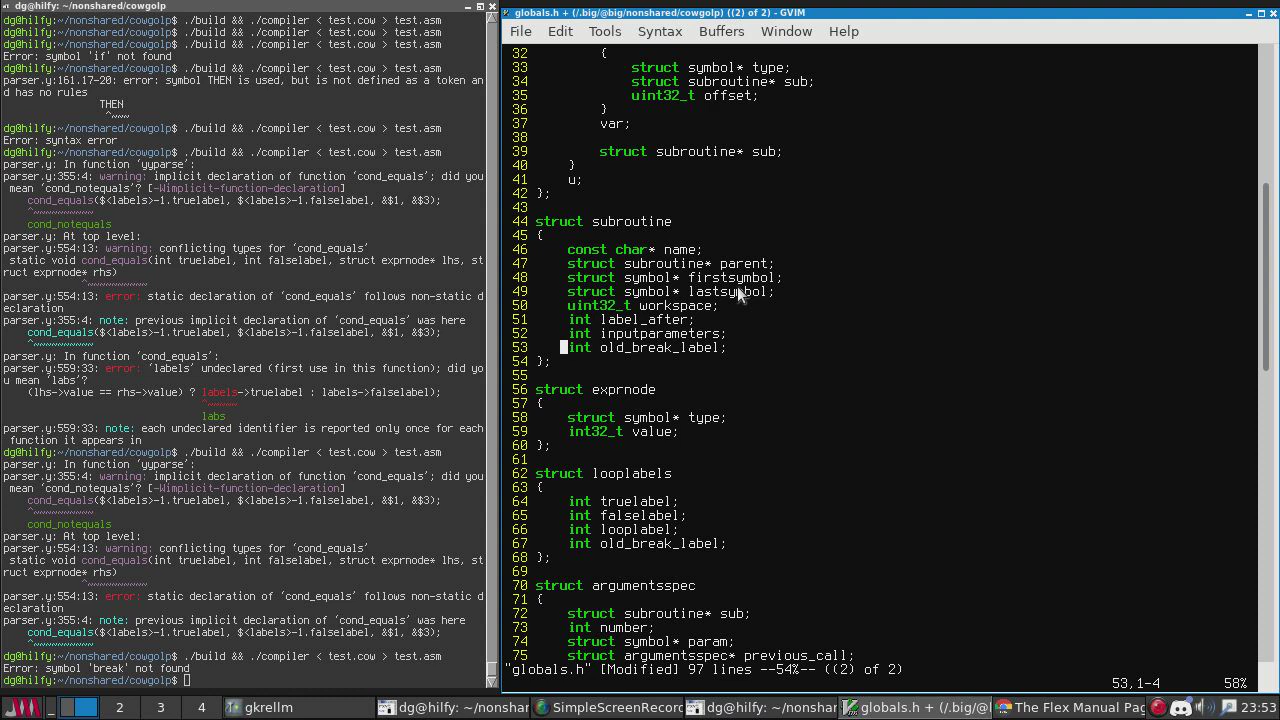 dg@hilfy: ~/nonshared/cowgolp
dg@hilfy:~/nonshared/cowgolp$ ./build && ./compiler < test.cow > test.asm
dg@hilfy:~/nonshared/cowgolp$ ./build && ./compiler < test.cow > test.asm
dg@hilfy:~/nonshared/cowgolp$ ./build && ./compiler < test.cow > test.asm
Error: symbol 'if' not found
dg@hilfy:~/nonshared/cowgolp$ ./build && ./compiler < test.cow > test.asm
parser.y:161.17-20: error: symbol THEN is used, but is not defined as a token an
d has no rules
THEN
^~~~
dg@hilfy:~/nonshared/cowgolp$ ./build && ./compiler < test.cow > test.asm
Error: syntax error
dg@hilfy:~/nonshared/cowgolp$ ./build && ./compiler < test.cow > test.asm
parser.y: In function ‘yyparse’:
parser.y:355:4: warning: implicit declaration of function ‘cond_equals’; did you
 mean ‘cond_notequals’? [-Wimplicit-function-declaration]
cond_equals($<labels>-1.truelabel, $<labels>-1.falselabel, &$1, &$3);
^~~~~~~~~~~
cond_notequals
parser.y: At top level:
parser.y:554:13: warning: conflicting types for ‘cond_equals’
 static void cond_equals(int truelabel, int falselabel, struct exprnode* lhs, st
ruct exprnode* rhs)
^~~~~~~~~~~
parser.y:554:13: error: static declaration of ‘cond_equals’ follows non-static d
eclaration
parser.y:355:4: note: previous implicit declaration of ‘cond_equals’ was here
cond_equals($<labels>-1.truelabel, $<labels>-1.falselabel, &$1, &$3);
^~~~~~~~~~~
parser.y: In function ‘cond_equals’:
parser.y:559:33: error: ‘labels’ undeclared (first use in this function); did yo
u mean ‘labs’?
(lhs->value == rhs->value) ? labels->truelabel : labels->falselabel);
^~~~~~
labs
parser.y:559:33: note: each undeclared identifier is reported only once for each
 function it appears in
dg@hilfy:~/nonshared/cowgolp$ ./build && ./compiler < test.cow > test.asm
parser.y: In function ‘yyparse’:
parser.y:355:4: warning: implicit declaration of function ‘cond_equals’; did you
 mean ‘cond_notequals’? [-Wimplicit-function-declaration]
cond_equals($<labels>-1.truelabel, $<labels>-1.falselabel, &$1, &$3);
^~~~~~~~~~~
cond_notequals
parser.y: At top level:
parser.y:554:13: warning: conflicting types for ‘cond_equals’
 static void cond_equals(int truelabel, int falselabel, struct exprnode* lhs, st
ruct exprnode* rhs)
^~~~~~~~~~~
parser.y:554:13: error: static declaration of ‘cond_equals’ follows non-static d
eclaration
parser.y:355:4: note: previous implicit declaration of ‘cond_equals’ was here
cond_equals($<labels>-1.truelabel, $<labels>-1.falselabel, &$1, &$3);
^~~~~~~~~~~
dg@hilfy:~/nonshared/cowgolp$ ./build && ./compiler < test.cow > test.asm
Error: symbol 'break' not found
dg@hilfy:~/nonshared/cowgolp$
globals.h + (/.big/@big/nonshared/cowgolp) ((2) of 2) - GVIM
File Edit Tools Syntax Buffers Window Help
32 {
33 struct symbol* type;
34 struct subroutine* sub;
35 uint32_t offset;
36 }
37 var;
38
39 struct subroutine* sub;
40 }
41 u;
42 };
43
44 struct subroutine
45 {
46 const char* name;
47 struct subroutine* parent;
48 struct symbol* firstsymbol;
49 struct symbol* lastsymbol;
50 uint32_t workspace;
51 int label_after;
52 int inputparameters;
53 int old_break_label;
54 };
55
56 struct exprnode
57 {
58 struct symbol* type;
59 int32_t value;
60 };
61
62 struct looplabels
63 {
64 int truelabel;
65 int falselabel;
66 int looplabel;
67 int old_break_label;
68 };
69
70 struct argumentsspec
71 {
72 struct subroutine* sub;
73 int number;
74 struct symbol* param;
75 struct argumentsspec* previous_call;
"globals.h" [Modified] 97 lines --54%-- ((2) of 2)
53,1-4 58%
2 3 4 gkrellm dg@hilfy: ~/nonshar SimpleScreenRecor dg@hilfy: ~/nonshar globals.h + (/.big/@ The Flex Manual Pag 23:53